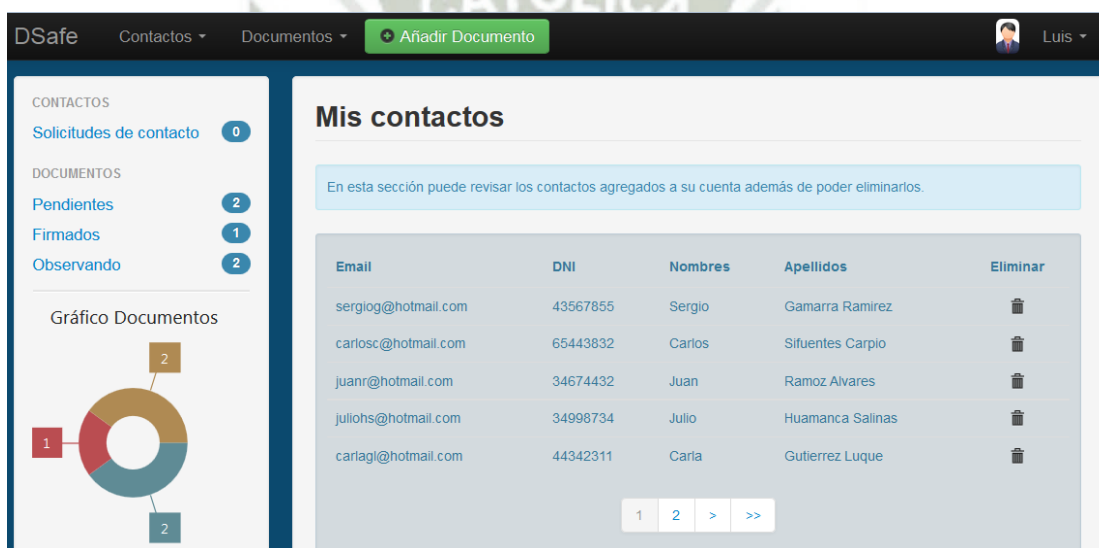 CATÓLICA
DSafe Contactos Documentos Añadir Documento Luis
CONTACTOS
Solicitudes de contacto 0
DOCUMENTOS
Pendientes 2
Firmados 1
Observando 2
Gráfico Documentos
2
1
2
Mis contactos
En esta sección puede revisar los contactos agregados a su cuenta además de poder eliminarlos.
Email DNI Nombres Apellidos Eliminar
sergiog@hotmail.com 43567855 Sergio Gamarra Ramirez
carlosc@hotmail.com 65443832 Carlos Sifuentes Carpio
juanr@hotmail.com 34674432 Juan Ramoz Alvares
juliohs@hotmail.com 34998734 Julio Huamanca Salinas
carlagl@hotmail.com 44342311 Carla Gutierrez Luque
1 2 > >>